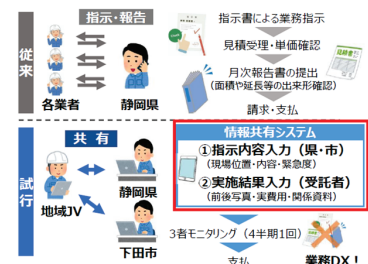 従来
指示・報告
各業者
静岡県
指示書による業務指示
見積受理・単価確認
月次報告書の提出
(面積や延長等の出来形確認)
請求・支払
試行
共有
地域JV
静岡県
下田市
情報共有システム
①指示内容入力(県・市)
(現場位置・内容・緊急度)
②実施結果入力(受託者)
(前後写真・実費用・関係資料)
3者モニタリング(4半期1回)
支払
業務DX！